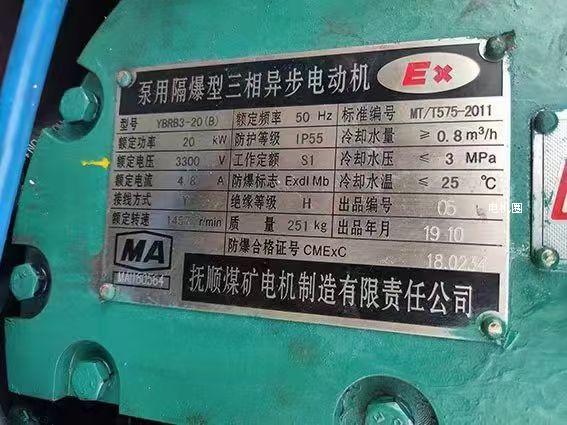 泵用隔爆型三相异步电动机 Ex
型号 YBRB3-20(B) 额定频率 50 Hz 标准编号 MT/T575-2011
额定功率 20 kW 防护等级 IP55 冷却水量 ≥ 0.8 m³/h
额定电压 3300 V 工作定额 S1 冷却水压 ≤ 3 MPa
额定电流 4.8 A 防爆标志 ExdI Mb 冷却水温 ≤ 25 ℃
接线方式 Y 绝缘等级 H 出品编号 05
电机圈
额定转速 r/min 质量 251 kg 出品年月 19 10
MA 防爆合格证号 CMExC 18.0234
抚顺煤矿电机制造有限责任公司